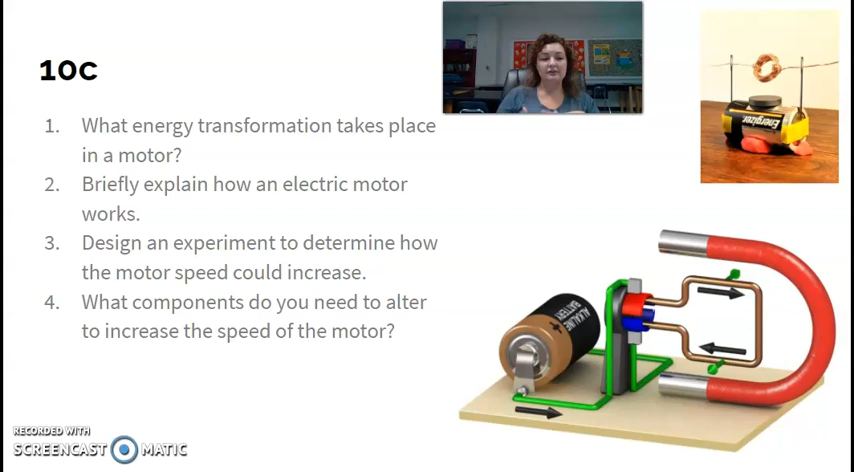 10c
1. What energy transformation takes place
in a motor?
2. Briefly explain how an electric motor
works.
3. Design an experiment to determine how
the motor speed could increase.
4. What components do you need to alter
to increase the speed of the motor?
Energizer
ALKALINE
BATTERY
+
RECORDED WITH
SCREENCAST MATIC